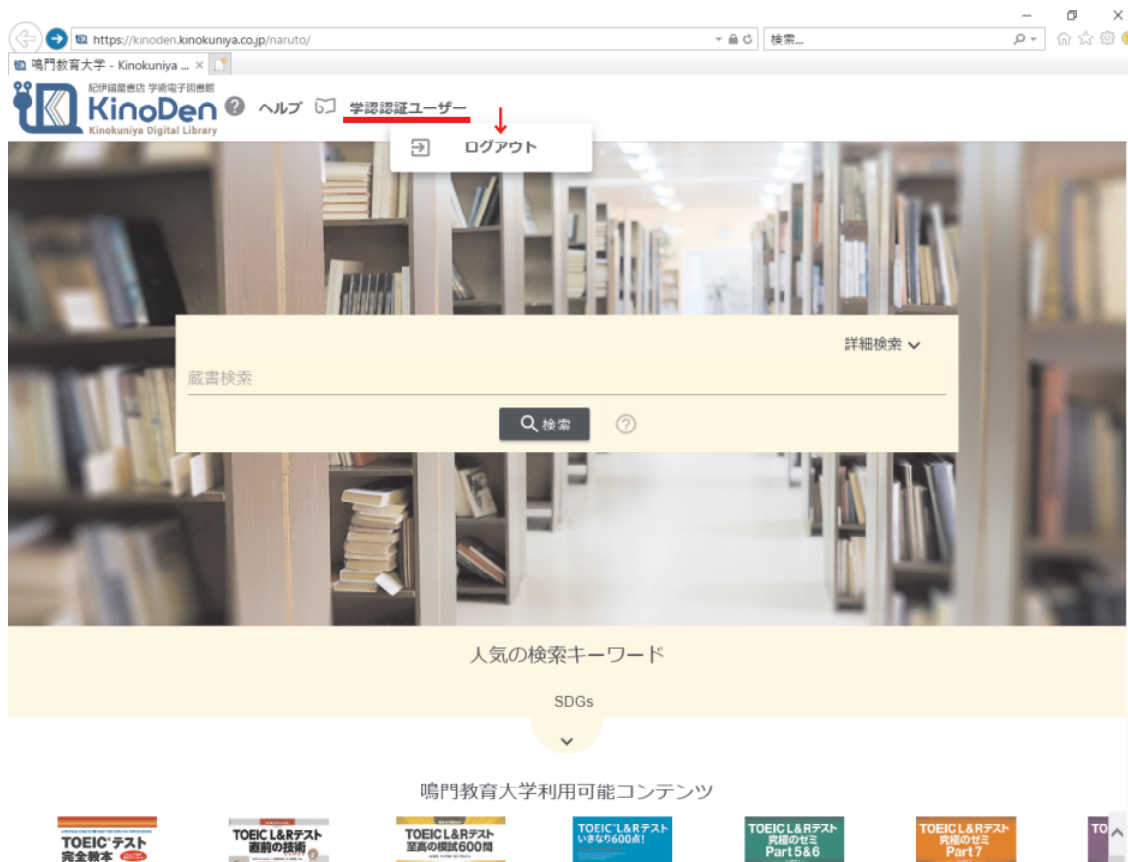 https://kinoden.kinokuniya.co.jp/naruto/
検索...
鳴門教育大学 - Kinokuniya ...
紀伊國屋書店 学術電子図書館
KinoDen
Kinokuniya Digital Library
ヘルプ
学認認証ユーザー
ログアウト
詳細検索
蔵書検索
検索
人気の検索キーワード
SDGs
鳴門教育大学利用可能コンテンツ
TOEIC®テスト
完全教本
TOEIC L&Rテスト
直前の技術
TOEIC L&Rテスト
至高の模試600問
TOEIC®L&Rテスト
いきなり600点!
TOEIC L&Rテスト
究極のゼミ
Part 5&6
TOEIC L&Rテスト
究極のゼミ
Part 7
TO